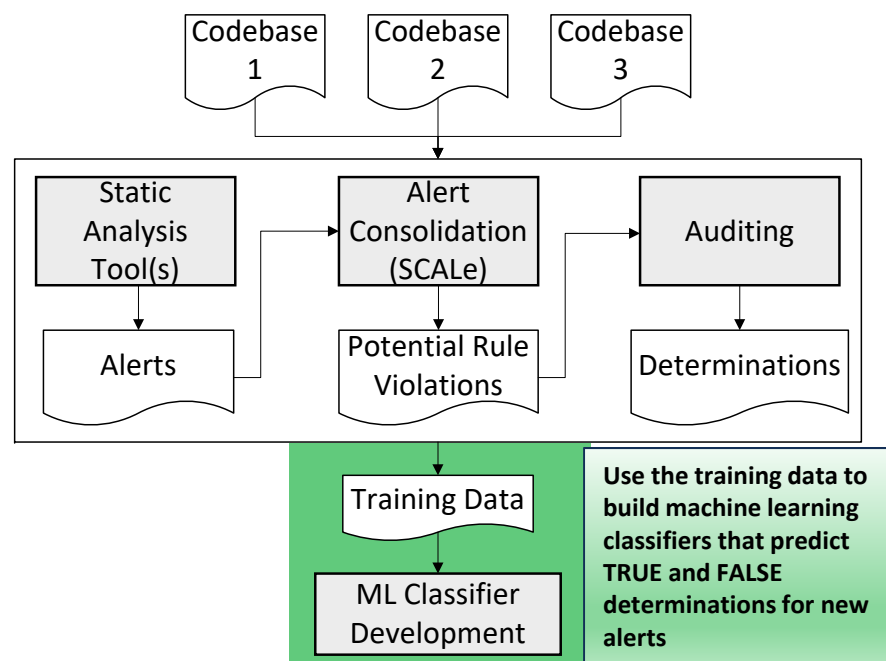 Codebase
1
Codebase
2
Codebase
3
Static
Analysis
Tool(s)
Alert
Consolidation
(SCALe)
Auditing
Alerts
Potential Rule
Violations
Determinations
Training Data
ML Classifier
Development
Use the training data to
build machine learning
classifiers that predict
TRUE and FALSE
determinations for new
alerts